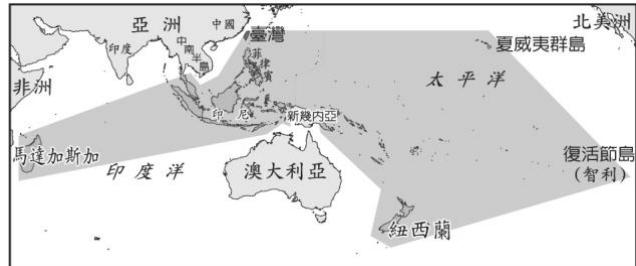 亞洲
中國
北美洲
臺灣
印度
中南半島
菲律賓
夏威夷群島
太平洋
非洲
新幾內亞
印尼
馬達加斯加
印度洋
澳大利亞
復活節島
(智利)
紐西蘭